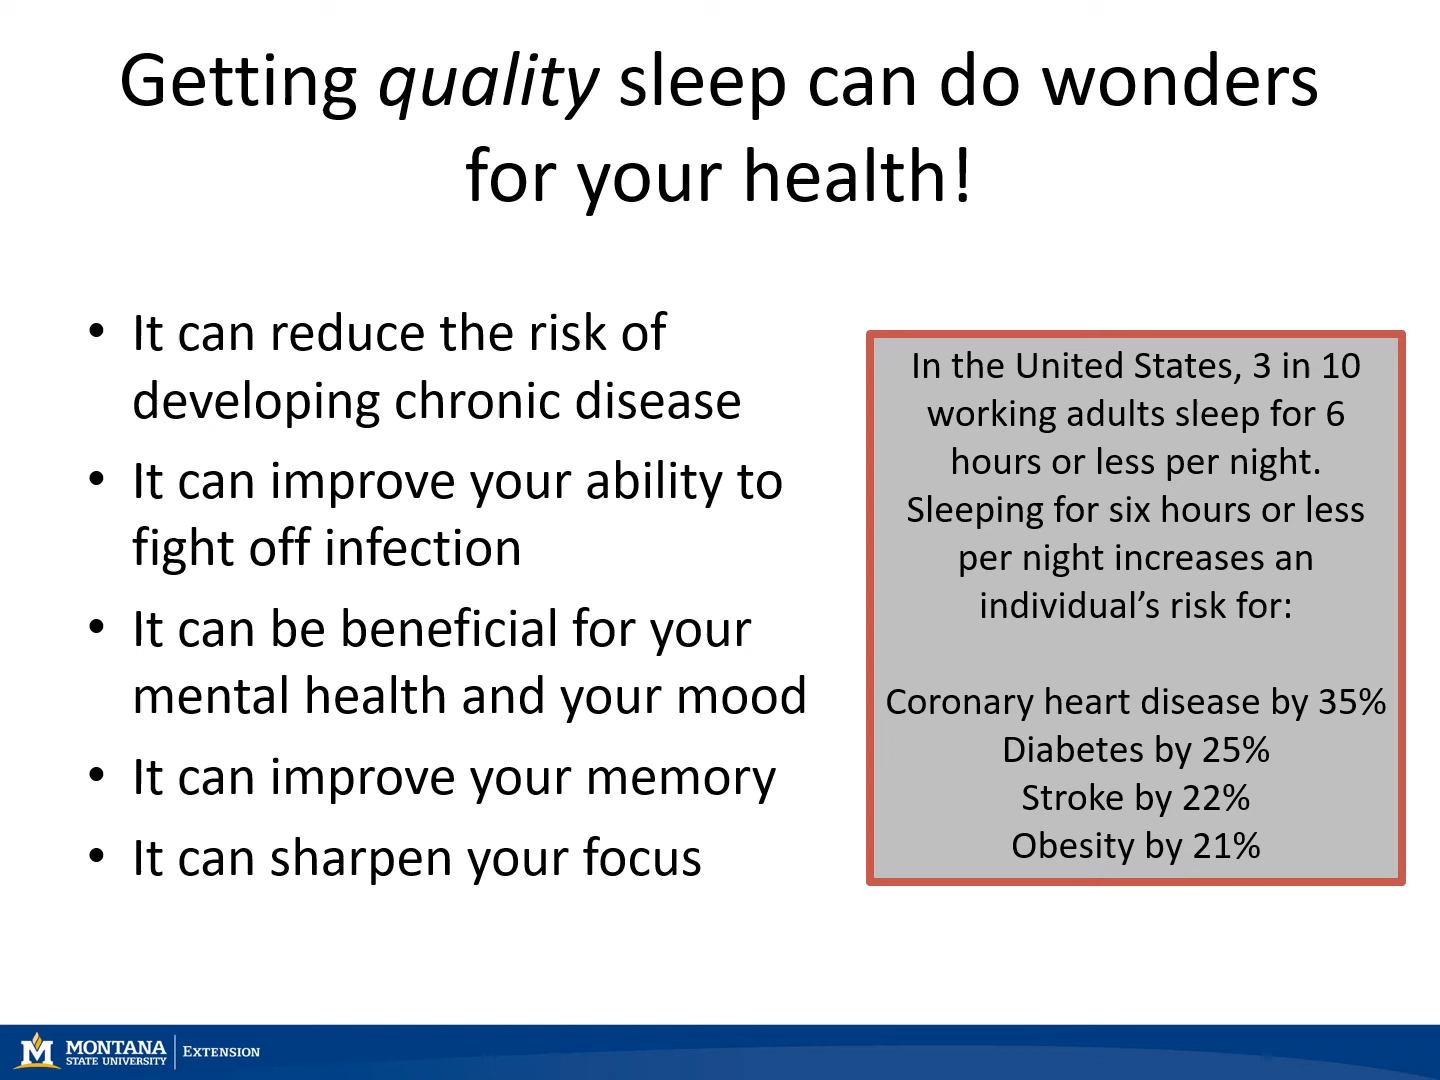 Getting quality sleep can do wonders
for your health!
• It can reduce the risk of
developing chronic disease
• It can improve your ability to
fight off infection
• It can be beneficial for your
mental health and your mood
• It can improve your memory
• It can sharpen your focus
In the United States, 3 in 10
working adults sleep for 6
hours or less per night.
Sleeping for six hours or less
per night increases an
individual’s risk for:
Coronary heart disease by 35%
Diabetes by 25%
Stroke by 22%
Obesity by 21%
M MONTANA
STATE UNIVERSITY
EXTENSION